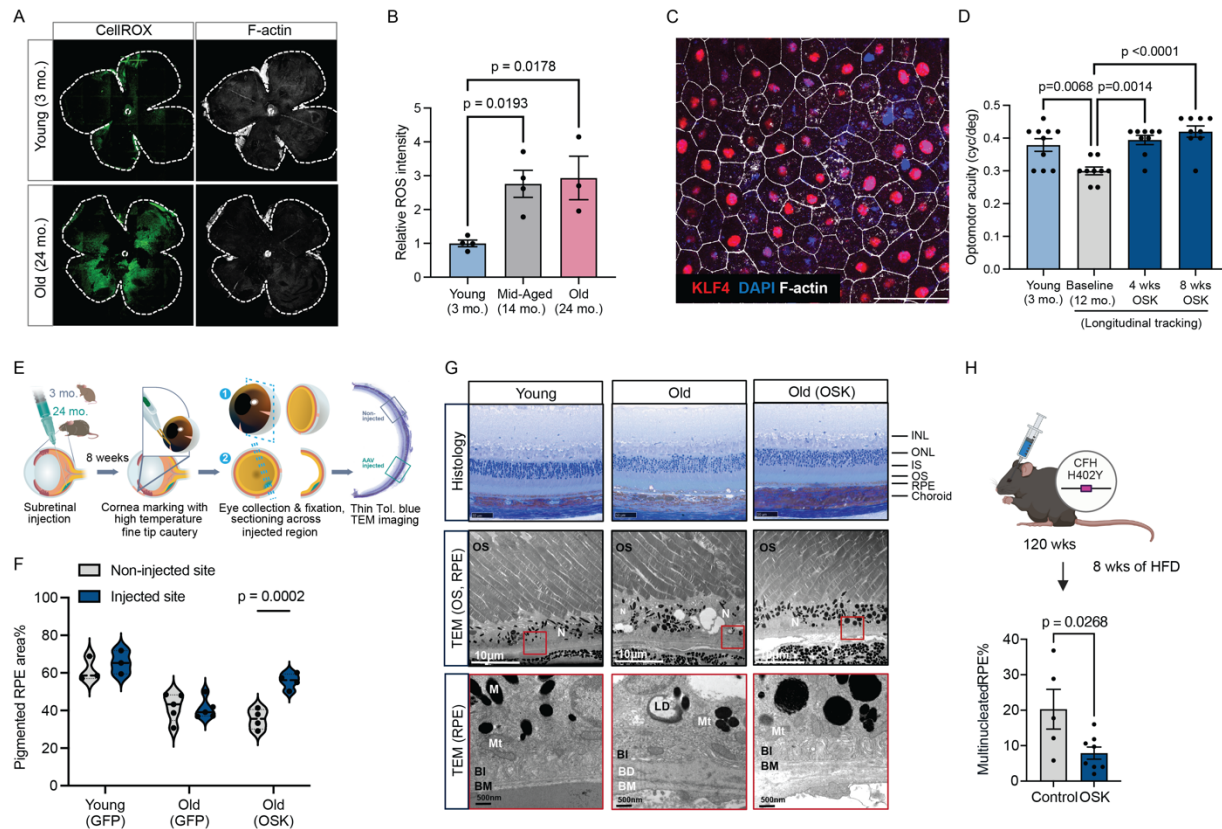 A
CellROX
F-actin
Young (3 mo.)
Old (24 mo.)
B
p = 0.0178
p = 0.0193
Relative ROS intensity
5
4
3
2
1
0
Young
(3 mo.)
Mid-Aged
(14 mo.)
Old
(24 mo.)
C
KLF4 DAPI F-actin
D
p <0.0001
p=0.0068
p=0.0014
Optomotor acuity (cyc/deg)
0.5
0.4
0.3
0.2
0.1
0.0
Young
(3 mo.)
Baseline
(12 mo.)
4 wks
OSK
8 wks
OSK
(Longitudinal tracking)
E
3 mo.
24 mo.
8 weeks
1
2
Non-injected
AAV injected
Subretinal
injection
Cornea marking with
high temperature
fine tip cautery
Eye collection & fixation,
sectioning across
injected region
Thin Tol. blue
TEM imaging
F
Non-injected site
Injected site
p = 0.0002
Pigmented RPE area%
100
80
60
40
20
0
Young
(GFP)
Old
(GFP)
Old
(OSK)
G
Young
Old
Old (OSK)
Histology
INL
ONL
IS
OS
RPE
Choroid
TEM (OS, RPE)
OS
N
N
10μm
OS
N
N
10μm
OS
N
10μm
TEM (RPE)
M
Mt
BI
BM
500nm
LD
Mt
BI
BD
BM
500nm
Mt
BI
BM
500nm
H
CFH
H402Y
120 wks
8 wks of HFD
p = 0.0268
MultinucleatedRPE%
40
30
20
10
0
Control
OSK